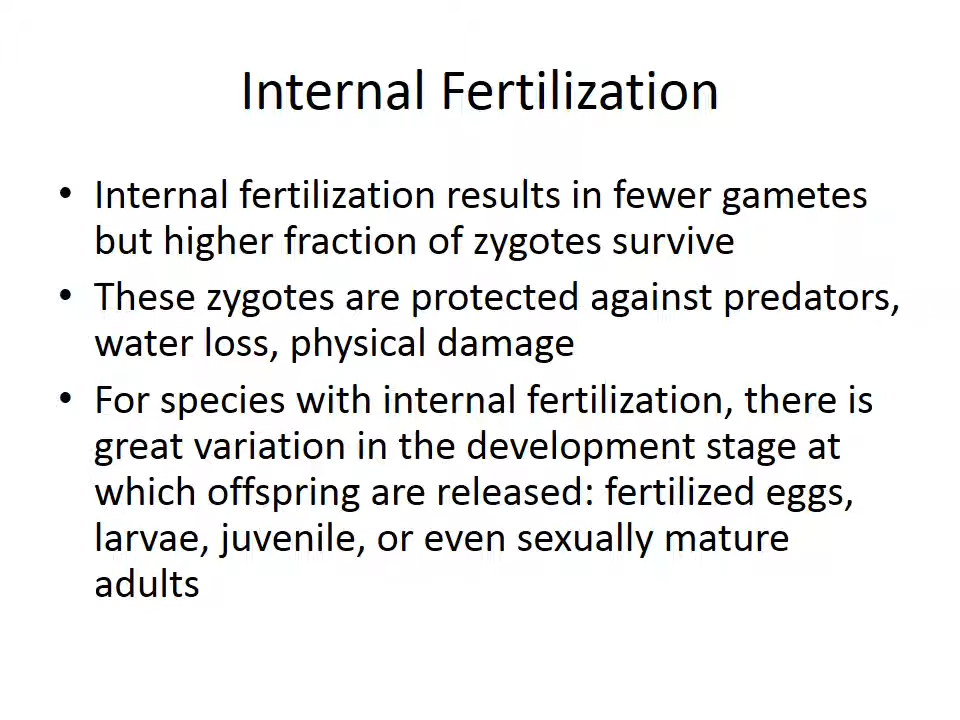 Internal Fertilization
• Internal fertilization results in fewer gametes
but higher fraction of zygotes survive
• These zygotes are protected against predators,
water loss, physical damage
• For species with internal fertilization, there is
great variation in the development stage at
which offspring are released: fertilized eggs,
larvae, juvenile, or even sexually mature
adults